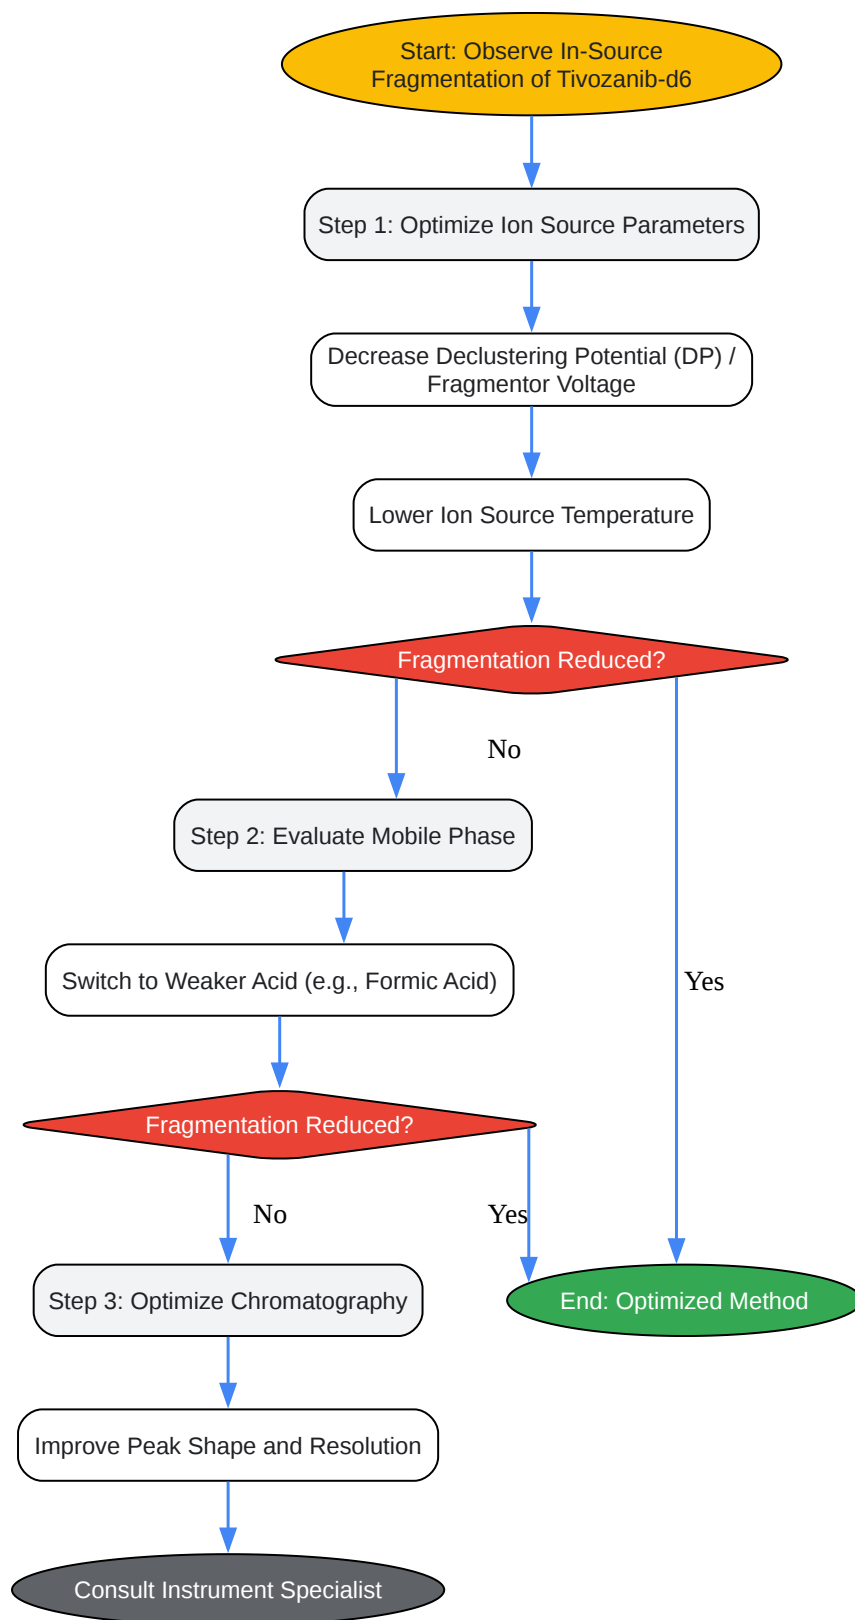 Start: Observe In-Source
Fragmentation of Tivozanib-d6
Step 1: Optimize Ion Source Parameters
Decrease Declustering Potential (DP) /
Fragmentor Voltage
Lower Ion Source Temperature
Fragmentation Reduced?
No
Step 2: Evaluate Mobile Phase
Switch to Weaker Acid (e.g., Formic Acid)
Yes
Fragmentation Reduced?
No
Yes
Step 3: Optimize Chromatography
End: Optimized Method
Improve Peak Shape and Resolution
Consult Instrument Specialist